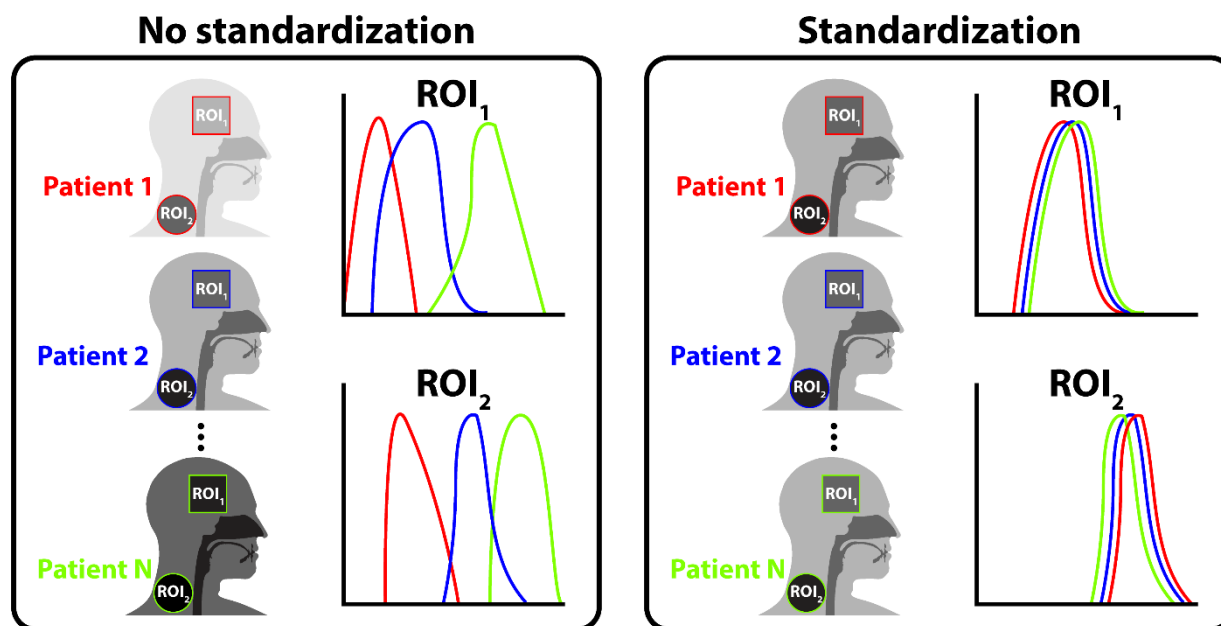 No standardization
ROI₁
ROI₁
Patient 1
ROI₂
ROI₁
Patient 2
ROI₂
ROI₂
ROI₁
Patient N
ROI₂
Standardization
ROI₁
ROI₁
Patient 1
ROI₂
ROI₁
Patient 2
ROI₂
ROI₂
ROI₁
Patient N
ROI₂